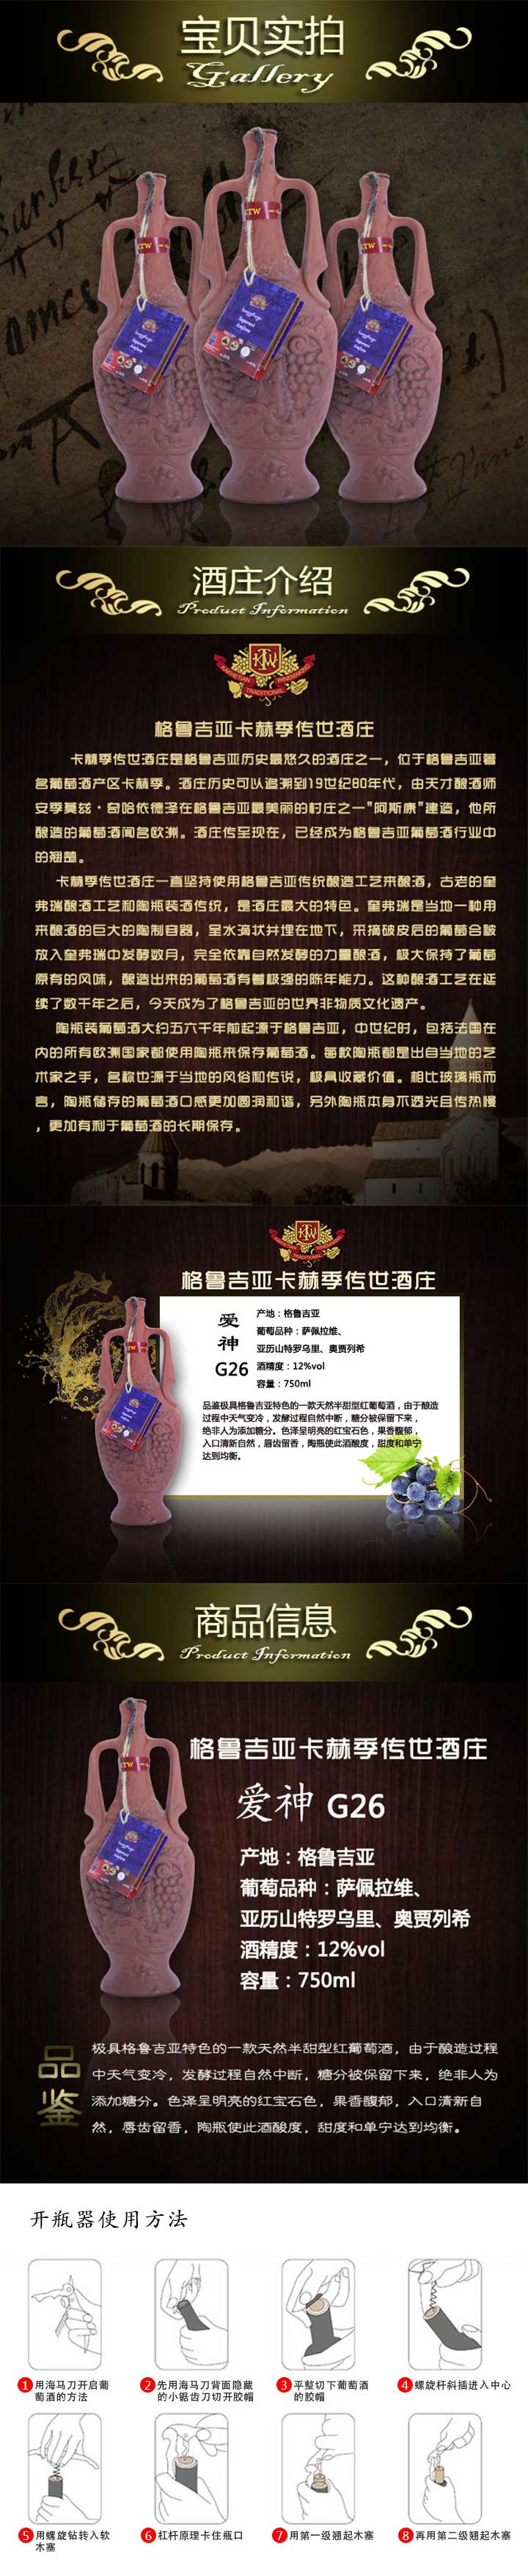 宝贝实拍
Gallery
KTW
KTW
KTW
酒庄介绍
Product Information
KTW
KAKHETIAN TRADITIONAL WINEMAKING
格鲁吉亚卡赫季传世酒庄
卡赫季传世酒庄是格鲁吉亚历史最悠久的酒庄之一，位于格鲁吉亚著
名葡萄酒产区卡赫季。酒庄历史可以追溯到19世纪80年代，由天才酿酒师
安季莫兹·奇哈依德泽在格鲁吉亚最美丽的村庄之一"阿斯康"建造，他所
酿造的葡萄酒闻名欧洲。酒庄传至现在，已经成为格鲁吉亚葡萄酒行业中
的翘楚。
卡赫季传世酒庄一直坚持使用格鲁吉亚传统酿造工艺来酿酒，古老的奎
弗瑞酿酒工艺和陶瓶装酒传统，是酒庄最大的特色。奎弗瑞是当地一种用
来酿酒的巨大的陶制容器，呈水滴状并埋在地下，采摘破皮后的葡萄会被
放入奎弗瑞中发酵数月，完全依靠自然发酵的力量酿酒，极大保持了葡萄
原有的风味，酿造出来的葡萄酒有着极强的陈年能力。这种酿酒工艺在延
续了数千年之后，今天成为了格鲁吉亚的世界非物质文化遗产。
陶瓶装葡萄酒大约五六千年前起源于格鲁吉亚，中世纪时，包括法国在
内的所有欧洲国家都使用陶瓶来保存葡萄酒。每款陶瓶都是出自当地的艺
术家之手，名称也源于当地的风俗和传说，极具收藏价值。相比玻璃瓶而
言，陶瓶储存的葡萄酒口感更加圆润和谐，另外陶瓶本身不透光且传热慢
，更加有利于葡萄酒的长期保存。
KTW
格鲁吉亚卡赫季传世酒庄
爱神
G26
产地：格鲁吉亚
葡萄品种：萨佩拉维、
亚历山特罗乌里、奥贾列希
酒精度：12%vol
容量：750ml
品鉴极具格鲁吉亚特色的一款天然半甜型红葡萄酒，由于酿造
过程中天气变冷，发酵过程自然中断，糖分被保留下来，
绝非人为添加糖分。色泽呈明亮的红宝石色，果香馥郁，
入口清新自然，唇齿留香，陶瓶使此酒酸度，甜度和单宁
达到均衡。
商品信息
Product Information
KTW
格鲁吉亚卡赫季传世酒庄
爱神 G26
产地：格鲁吉亚
葡萄品种：萨佩拉维、
亚历山特罗乌里、奥贾列希
酒精度：12%vol
容量：750ml
品鉴
极具格鲁吉亚特色的一款天然半甜型红葡萄酒，由于酿造过程
中天气变冷，发酵过程自然中断，糖分被保留下来，绝非人为
添加糖分。色泽呈明亮的红宝石色，果香馥郁，入口清新自
然，唇齿留香，陶瓶使此酒酸度，甜度和单宁达到均衡。
开瓶器使用方法
1 用海马刀开启葡
萄酒的方法
2 先用海马刀背面隐藏
的小锯齿刀切开胶帽
3 平整切下葡萄酒
的胶帽
4 螺旋杆斜插进入中心
5 用螺旋钻转入软
木塞
6 杠杆原理卡住瓶口
7 用第一级翘起木塞
8 再用第二级翘起木塞